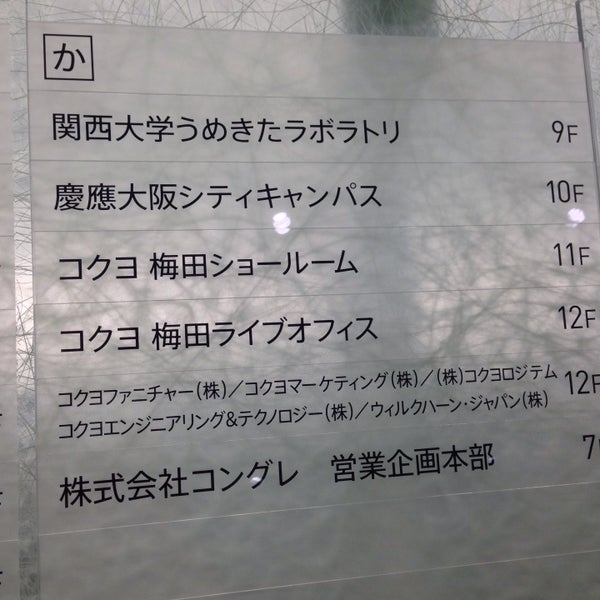 か
関西大学うめきたラボラトリ 9F
慶應大阪シティキャンパス 10F
コクヨ 梅田ショールーム 11F
コクヨ 梅田ライブオフィス 12F
コクヨファニチャー(株)／コクヨマーケティング(株)／(株)コクヨロジテム 12F
コクヨエンジニアリング&テクノロジー(株)／ウィルクハーン・ジャパン(株)
株式会社コングレ　営業企画本部 7